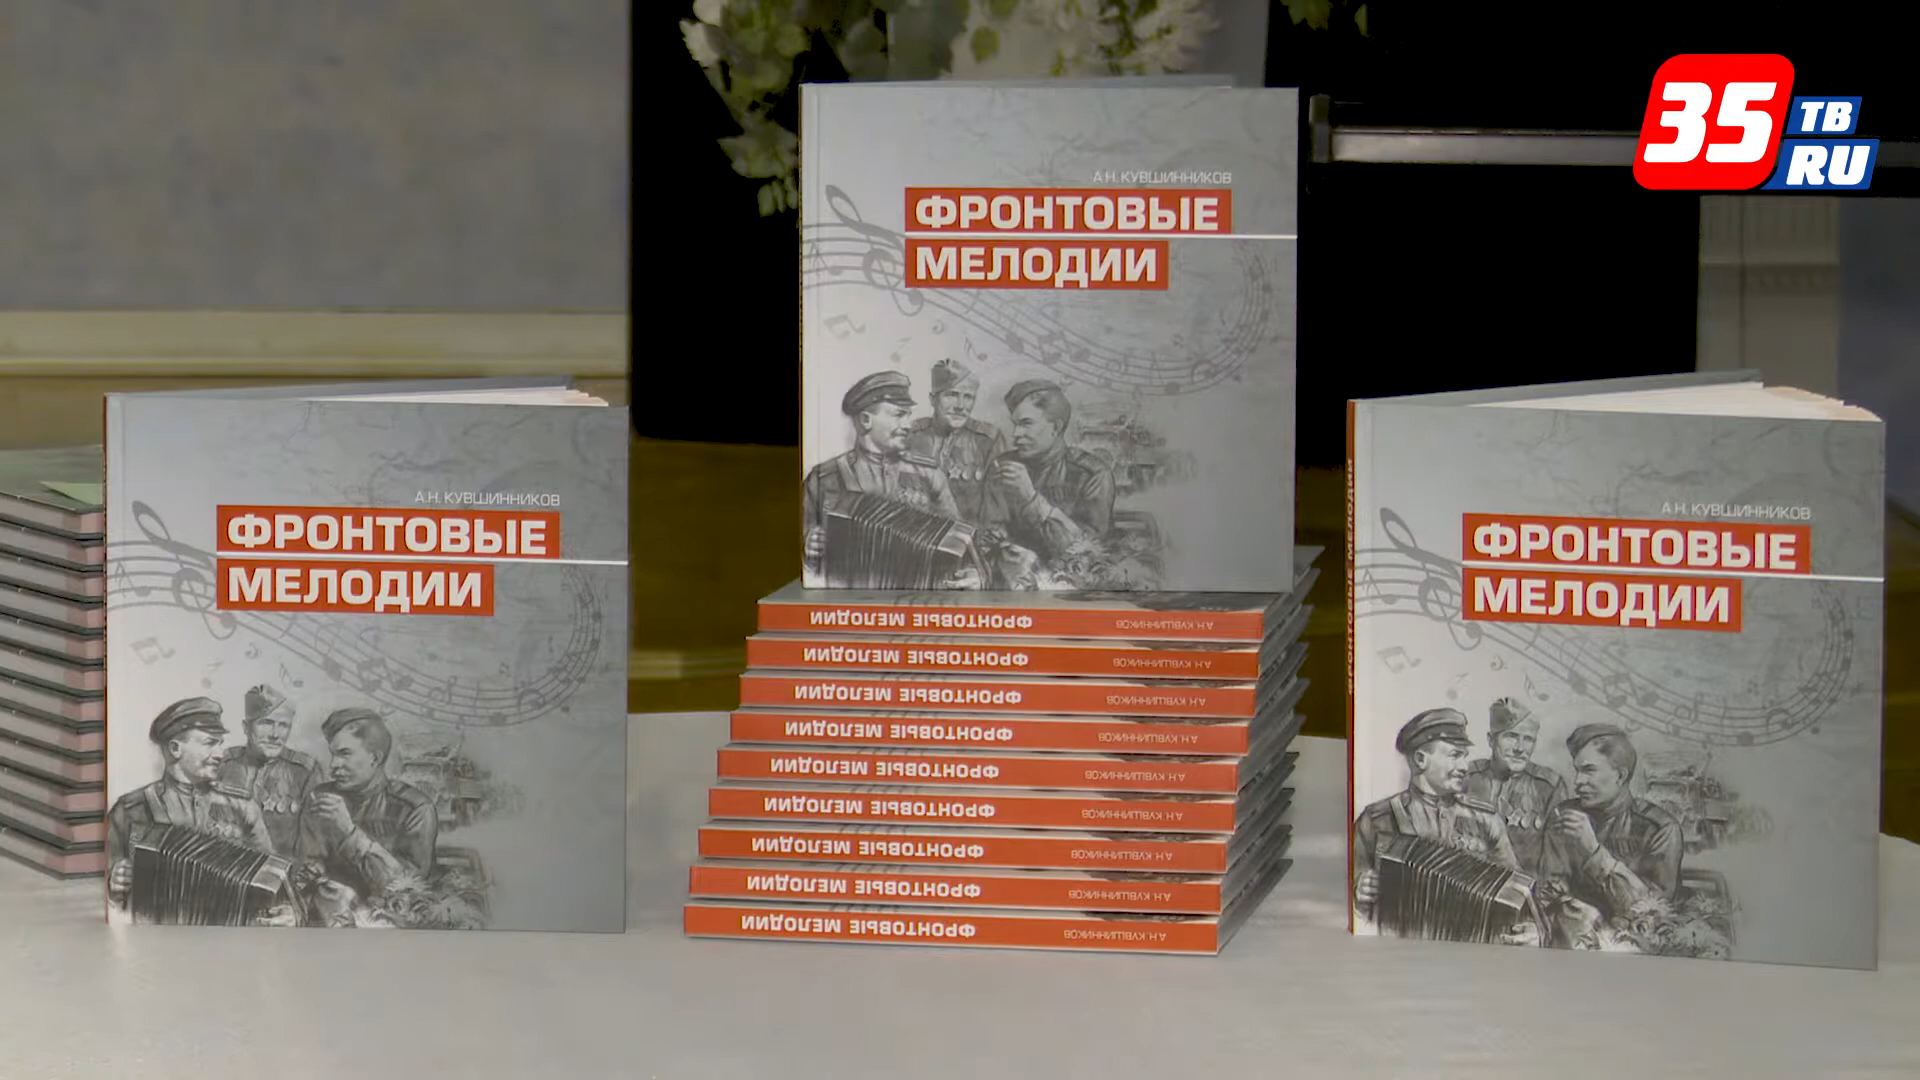 35
ТВ
RU
А.Н. КУВШИННИКОВ
ФРОНТОВЫЕ
МЕЛОДИИ
А.Н. КУВШИННИКОВ
ФРОНТОВЫЕ
МЕЛОДИИ
А.Н. КУВШИННИКОВ
ФРОНТОВЫЕ
МЕЛОДИИ
ФРОНТОВЫЕ МЕЛОДИИ
А.Н. КУВШИННИКОВ ФРОНТОВЫЕ МЕЛОДИИ
А.Н. КУВШИННИКОВ ФРОНТОВЫЕ МЕЛОДИИ
А.Н. КУВШИННИКОВ ФРОНТОВЫЕ МЕЛОДИИ
А.Н. КУВШИННИКОВ ФРОНТОВЫЕ МЕЛОДИИ
А.Н. КУВШИННИКОВ ФРОНТОВЫЕ МЕЛОДИИ
А.Н. КУВШИННИКОВ ФРОНТОВЫЕ МЕЛОДИИ
А.Н. КУВШИННИКОВ ФРОНТОВЫЕ МЕЛОДИИ
А.Н. КУВШИННИКОВ ФРОНТОВЫЕ МЕЛОДИИ
А.Н. КУВШИННИКОВ ФРОНТОВЫЕ МЕЛОДИИ